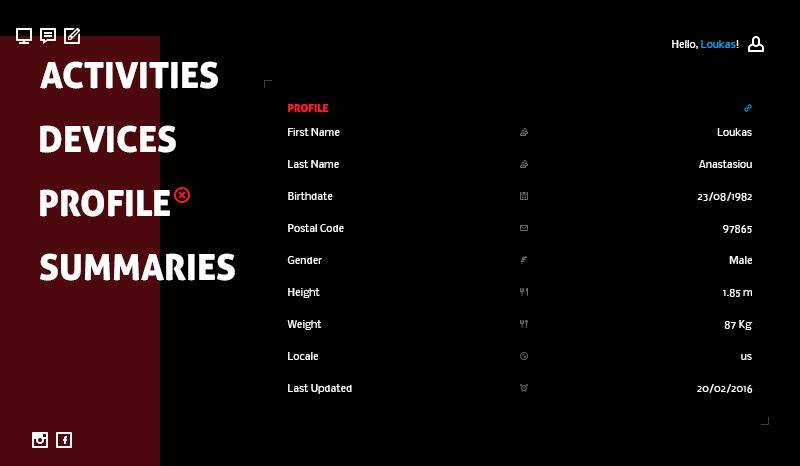 Hello, Loukas!
ACTIVITIES
DEVICES
PROFILE
SUMMARIES
PROFILE
First Name Loukas
Last Name Anastasiou
Birthdate 23/08/1982
Postal Code 97865
Gender Male
Height 1.85 m
Weight 87 Kg
Locale us
Last Updated 20/02/2016